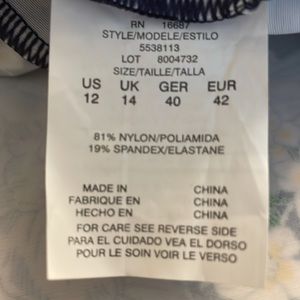 RN 16687
STYLE/MODELE/ESTILO
5538113
LOT 8004732
SIZE/TAILLE/TALLA
US UK GER EUR
12 14 40 42
81% NYLON/POLIAMIDA
19% SPANDEX/ELASTANE
MADE IN CHINA
FABRIQUE EN CHINA
HECHO EN CHINA
FOR CARE SEE REVERSE SIDE
PARA EL CUIDADO VEA EL DORSO
POUR LE SOIN VOIR LE VERSO